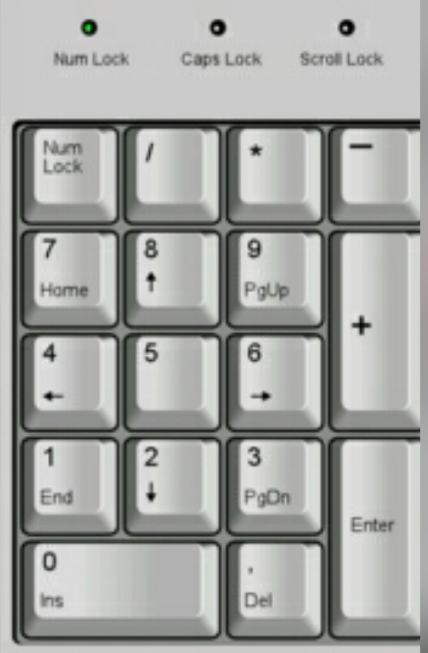 Num Lock Caps Lock Scroll Lock
Num / * −
Lock
7 8 9
Home ↑ PgUp
+
4 5 6
← →
1 2 3
End ↓ PgDn
Enter
0 ,
Ins Del